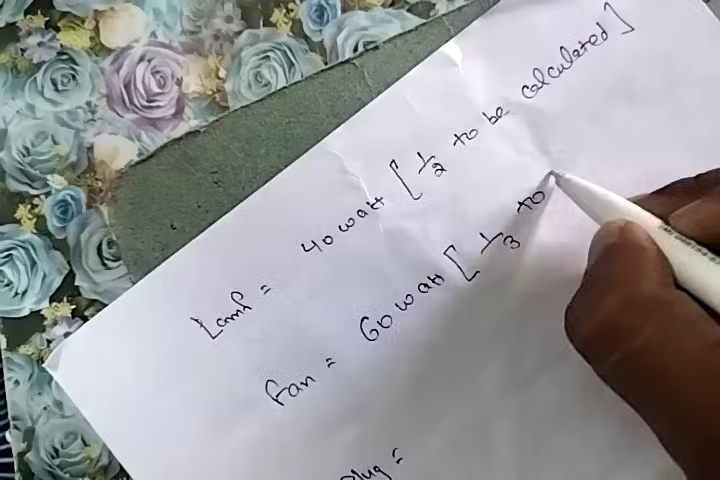 Lamp = 40 watt [ 1/2 to be calculated ]
Fan = 60 watt [ 1/3 to
Plug =